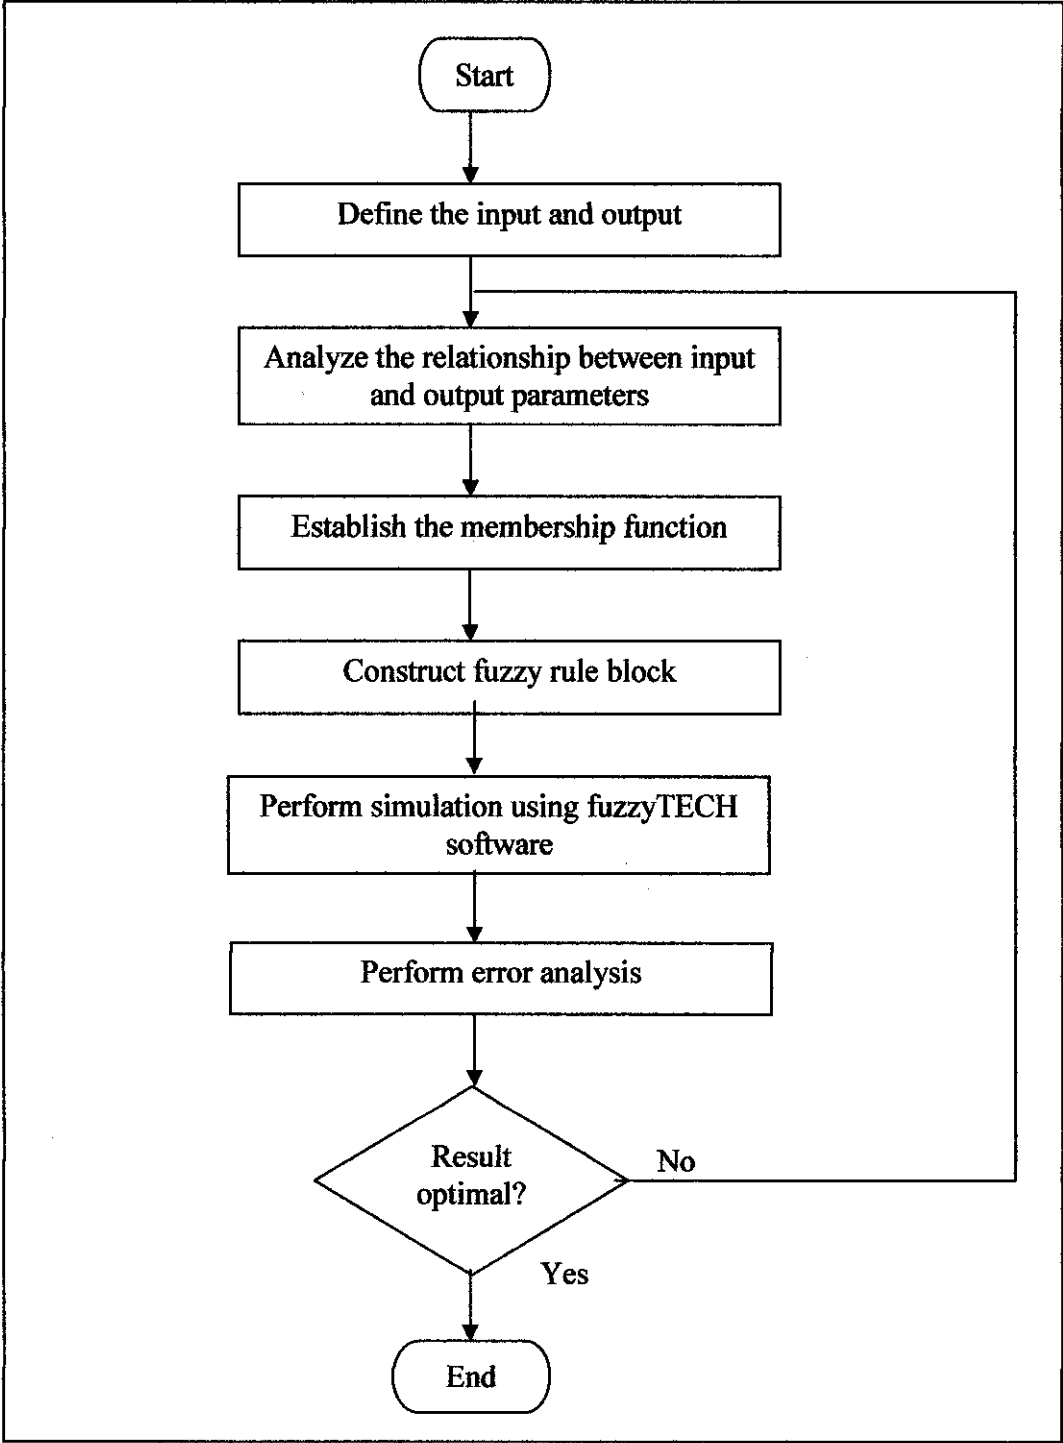 Start
Define the input and output
Analyze the relationship between input
and output parameters
Establish the membership function
Construct fuzzy rule block
Perform simulation using fuzzyTECH
software
Perform error analysis
Result
optimal?
No
Yes
End